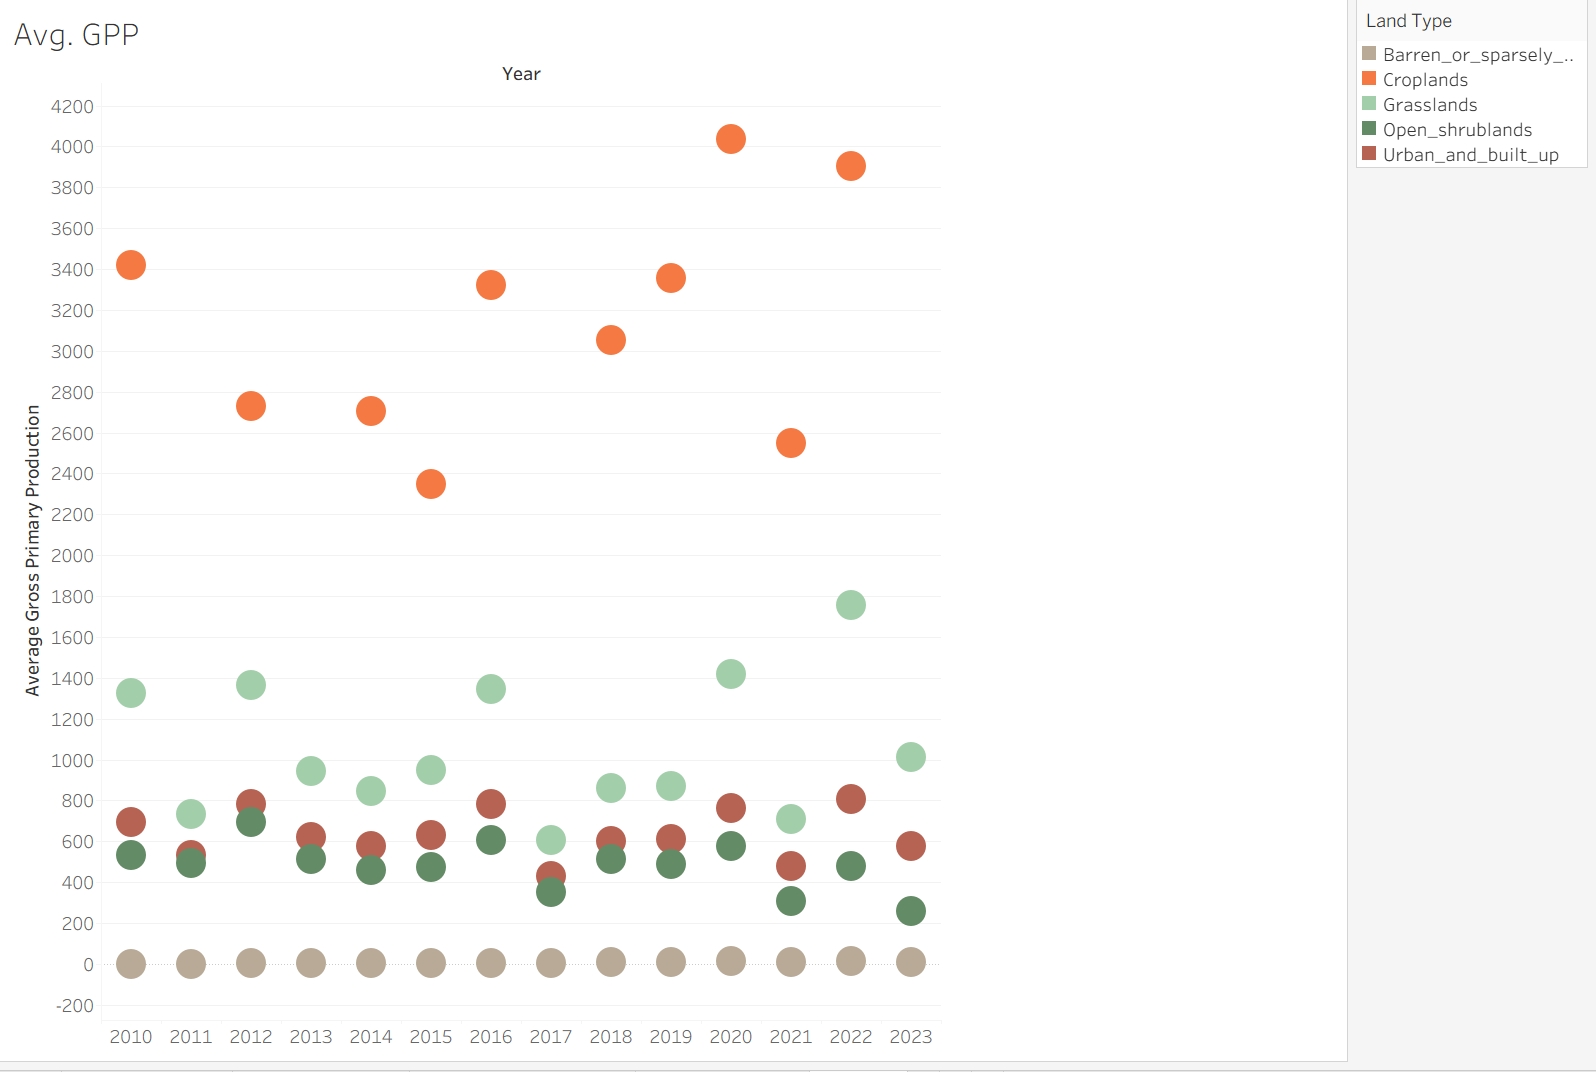 Avg. GPP
Year
Average Gross Primary Production
4200
4000
3800
3600
3400
3200
3000
2800
2600
2400
2200
2000
1800
1600
1400
1200
1000
800
600
400
200
0
-200
2010 2011 2012 2013 2014 2015 2016 2017 2018 2019 2020 2021 2022 2023
Land Type
Barren_or_sparsely_..
Croplands
Grasslands
Open_shrublands
Urban_and_built_up